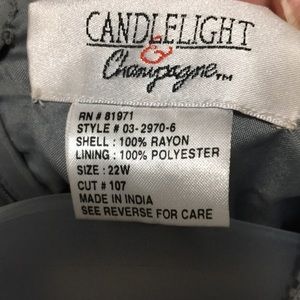 CANDLELIGHT
&
Champagne™
RN # 81971
STYLE # 03-2970-6
SHELL : 100% RAYON
LINING : 100% POLYESTER
SIZE : 22W
CUT # 107
MADE IN INDIA
SEE REVERSE FOR CARE